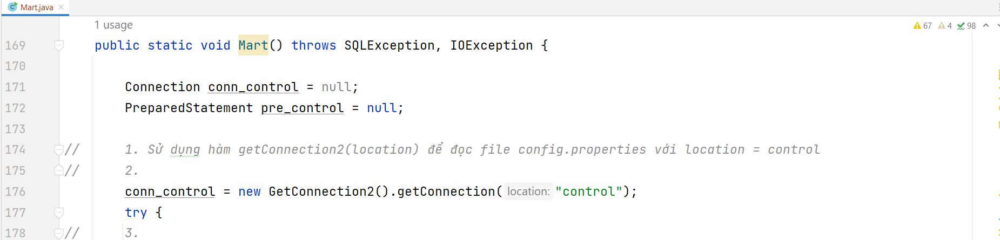 Mart.java
1 usage
67 4 98
169 public static void Mart() throws SQLException, IOException {
170
171 Connection conn_control = null;
172 PreparedStatement pre_control = null;
173
174 // 1. Sử dụng hàm getConnection2(location) để đọc file config.properties với location = control
175 // 2.
176 conn_control = new GetConnection2().getConnection( location: "control");
177 try {
178 // 3.